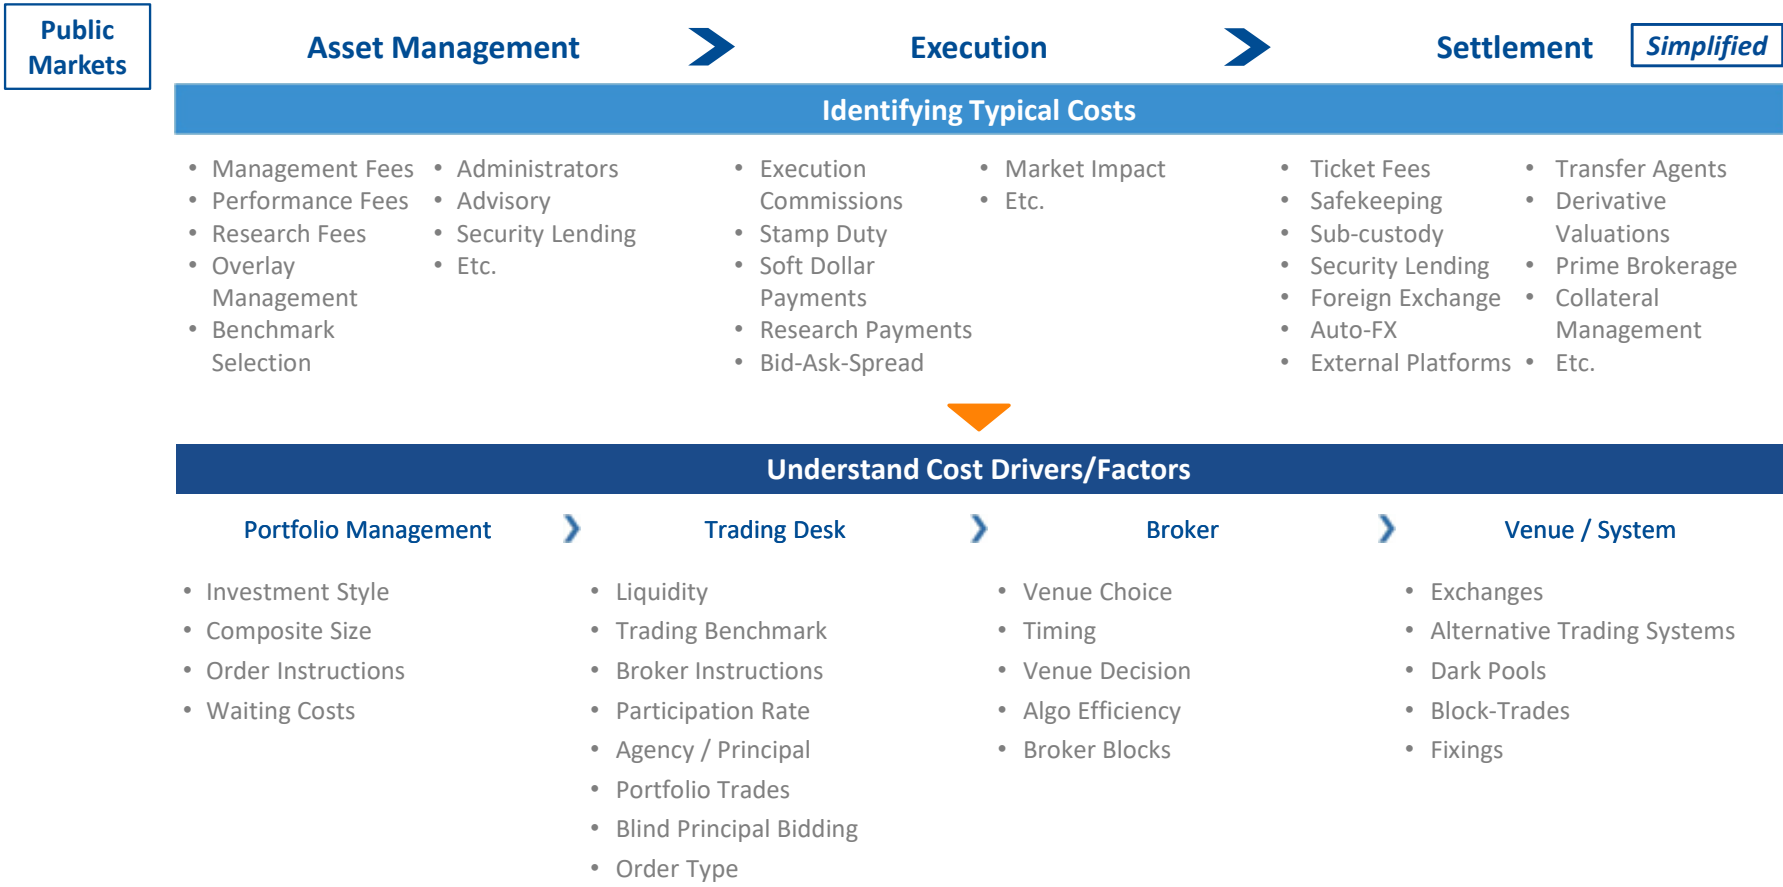 Public
Markets
Asset Management
Execution
Settlement
Simplified
Identifying Typical Costs
• Management Fees
• Performance Fees
• Research Fees
• Overlay
Management
• Benchmark
Selection
• Administrators
• Advisory
• Security Lending
• Etc.
• Execution
Commissions
• Stamp Duty
• Soft Dollar
Payments
• Research Payments
• Bid-Ask-Spread
• Market Impact
• Etc.
• Ticket Fees
• Safekeeping
• Sub-custody
• Security Lending
• Foreign Exchange
• Auto-FX
• External Platforms
• Transfer Agents
• Derivative
Valuations
• Prime Brokerage
• Collateral
Management
• Etc.
Understand Cost Drivers/Factors
Portfolio Management
Trading Desk
Broker
Venue / System
• Investment Style
• Composite Size
• Order Instructions
• Waiting Costs
• Liquidity
• Trading Benchmark
• Broker Instructions
• Participation Rate
• Agency / Principal
• Portfolio Trades
• Blind Principal Bidding
• Order Type
• Venue Choice
• Timing
• Venue Decision
• Algo Efficiency
• Broker Blocks
• Exchanges
• Alternative Trading Systems
• Dark Pools
• Block-Trades
• Fixings